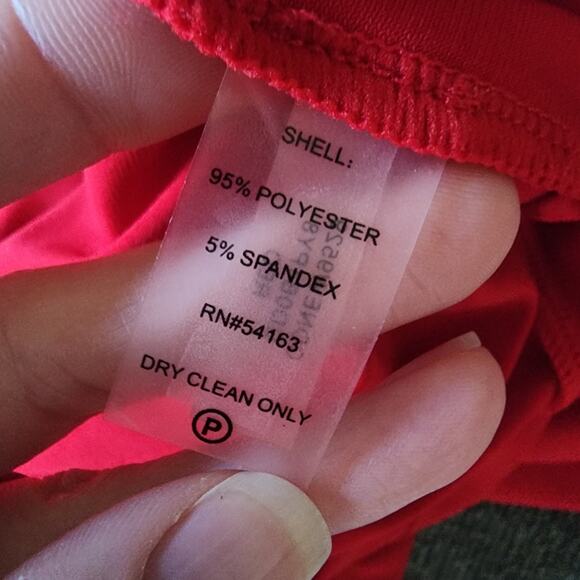 SHELL:
95% POLYESTER
5% SPANDEX
RN#54163
DRY CLEAN ONLY
P